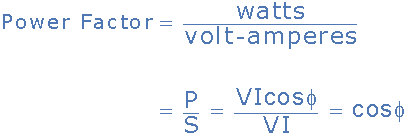 Power Factor = watts / volt-amperes
= P / S = VIcosϕ / VI = cosϕ